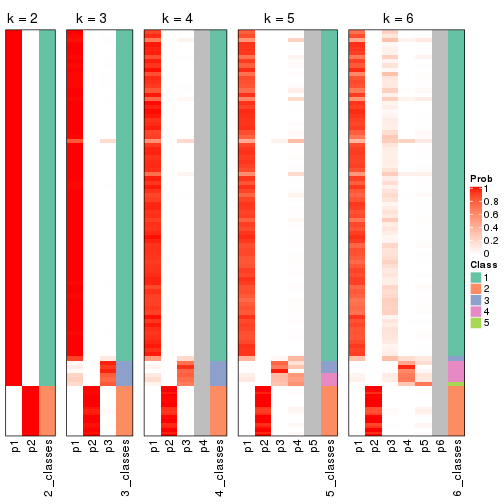 k = 2
k = 3
k = 4
k = 5
k = 6
Prob
1
0.8
0.6
0.4
0.2
0
Class
1
2
3
4
5
p1
p2
2_classes
p1
p2
p3
3_classes
p1
p2
p3
p4
4_classes
p1
p2
p3
p4
p5
5_classes
p1
p2
p3
p4
p5
p6
6_classes